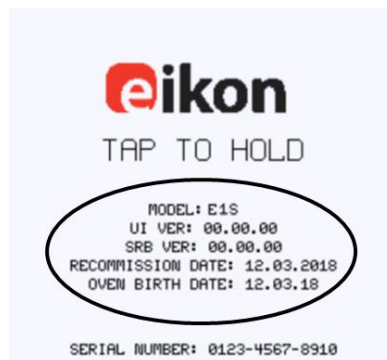 eikon
TAP TO HOLD
MODEL: E1S
UI VER: 00.00.00
SRB VER: 00.00.00
RECOMMISSION DATE: 12.03.2018
OVEN BIRTH DATE: 12.03.18
SERIAL NUMBER: 0123-4567-8910